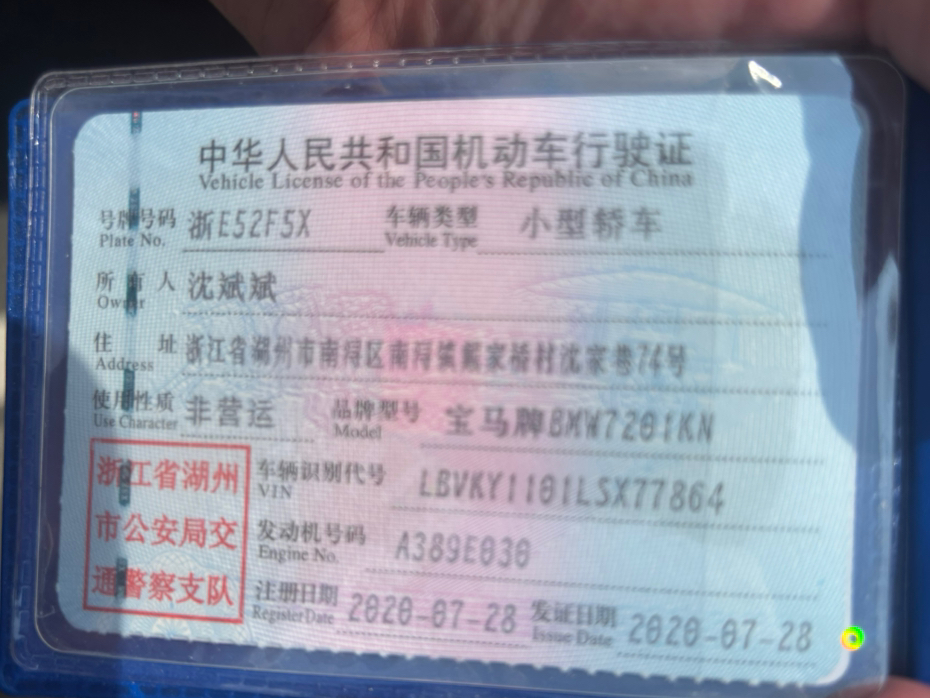 中华人民共和国机动车行驶证
Vehicle License of the People's Republic of China
号牌号码 浙E52F5X 车辆类型 小型轿车
Plate No. Vehicle Type
所有人 沈斌斌
Owner
住址 浙江省湖州市南浔区南浔镇熊家桥村沈家巷74号
Address
使用性质 非营运 品牌型号 宝马牌BMW7201KN
Use Character Model
浙江省湖州
市公安局交
通警察支队
车辆识别代号 LBVKY1101LSX77864
VIN
发动机号码 A389E030
Engine No.
注册日期 2020-07-28 发证日期 2020-07-28
Register Date Issue Date